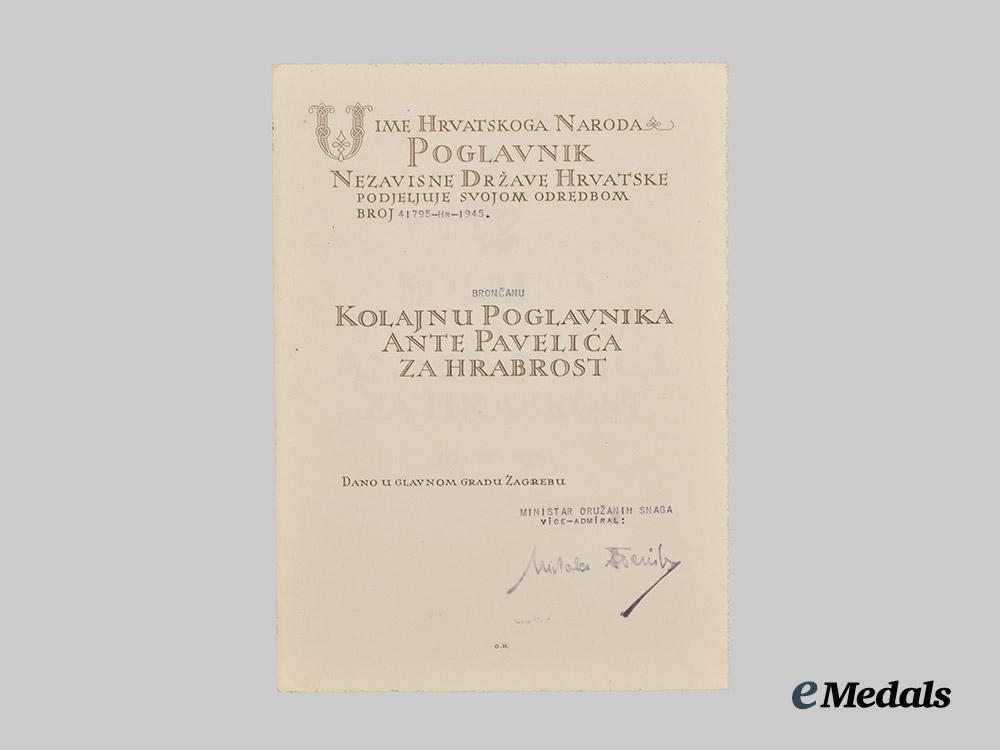 U IME HRVATSKOGA NARODA
POGLAVNIK
NEZAVISNE DRŽAVE HRVATSKE
PODJELJUJE SVOJOM ODREDBOM
BROJ 41795-HR-1945.
BRONČANU
KOLAJNU POGLAVNIKA
ANTE PAVELIĆA
ZA HRABROST
DANO U GLAVNOM GRADU ZAGREBU
MINISTAR ORUŽANIH SNAGA
VICE-ADMIRAL:
O.H.
eMedals